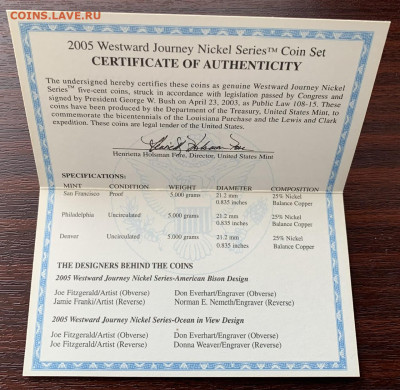 COINS.LAVE.RU
2005 Westward Journey Nickel Series™ Coin Set
CERTIFICATE OF AUTHENTICITY
The undersigned hereby certifies these coins as genuine Westward Journey Nickel
Series™ five-cent coins, struck in accordance with legislation passed by Congress and
signed by President George W. Bush on April 23, 2003, as Public Law 108-15. These
coins have been produced by the Department of the Treasury, United States Mint, to
commemorate the bicentennials of the Louisiana Purchase and the Lewis and Clark
expedition. These coins are legal tender of the United States.
Henrietta Holsman Fore, Director, United States Mint
SPECIFICATIONS:
MINT CONDITION WEIGHT DIAMETER COMPOSITION
San Francisco Proof 5.000 grams 21.2 mm 25% Nickel
0.835 inches Balance Copper
Philadelphia Uncirculated 5.000 grams 21.2 mm 25% Nickel
0.835 inches Balance Copper
Denver Uncirculated 5.000 grams 21.2 mm 25% Nickel
0.835 inches Balance Copper
THE DESIGNERS BEHIND THE COINS
2005 Westward Journey Nickel Series-American Bison Design
Joe Fitzgerald/Artist (Obverse) Don Everhart/Engraver (Obverse)
Jamie Franki/Artist (Reverse) Norman E. Nemeth/Engraver (Reverse)
2005 Westward Journey Nickel Series-Ocean in View Design
Joe Fitzgerald/Artist (Obverse) Don Everhart/Engraver (Obverse)
Joe Fitzgerald/Artist (Reverse) Donna Weaver/Engraver (Reverse)